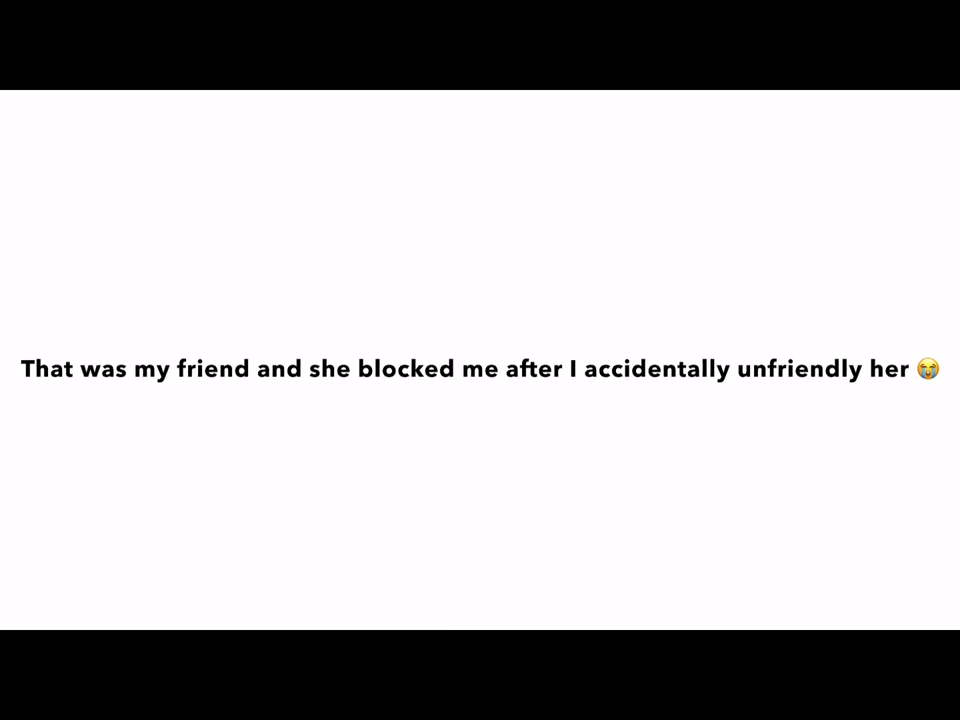 That was my friend and she blocked me after I accidentally unfriendly her 😭